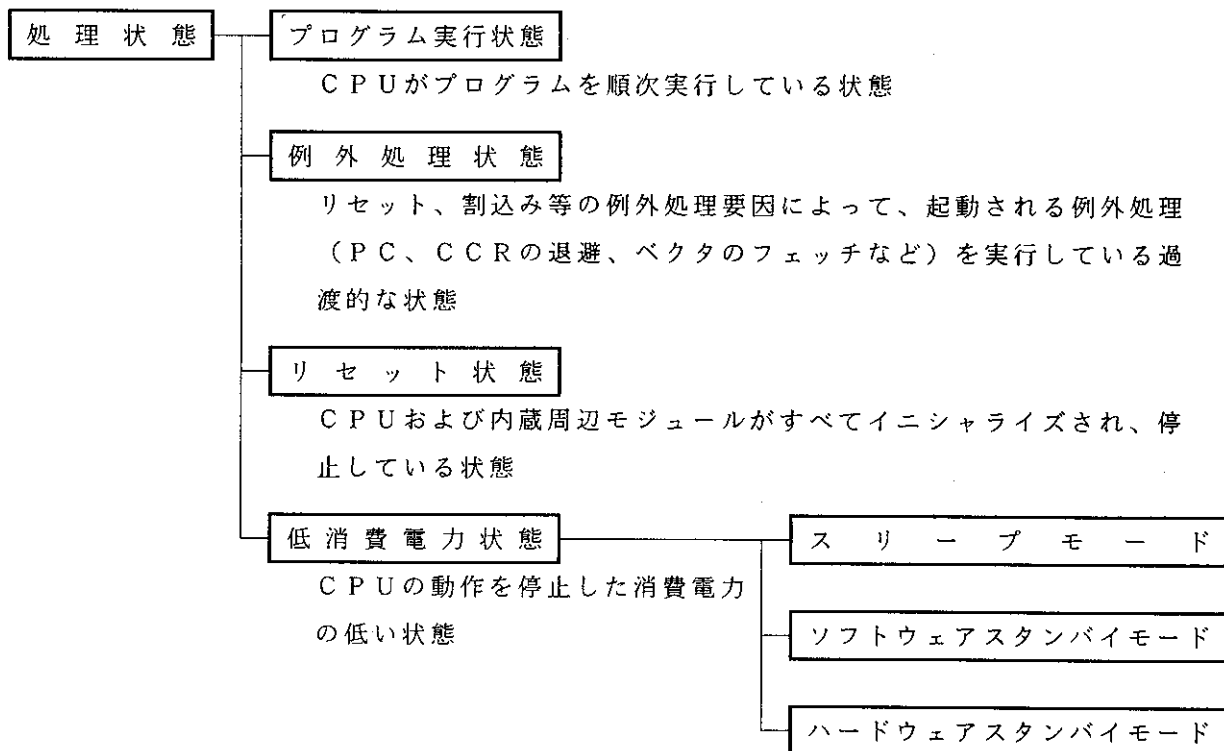 処理状態
プログラム実行状態
CPUがプログラムを順次実行している状態
例外処理状態
リセット、割込み等の例外処理要因によって、起動される例外処理
(PC、CCRの退避、ベクタのフェッチなど)を実行している過
渡的な状態
リセット状態
CPUおよび内蔵周辺モジュールがすべてイニシャライズされ、停
止している状態
低消費電力状態
CPUの動作を停止した消費電力
の低い状態
スリープモード
ソフトウェアスタンバイモード
ハードウェアスタンバイモード